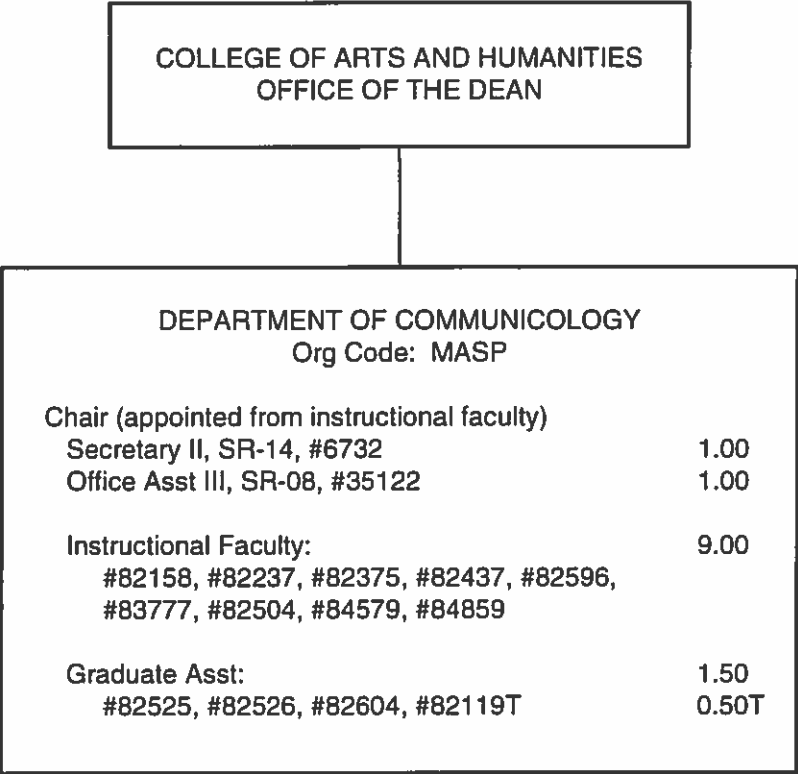 COLLEGE OF ARTS AND HUMANITIES
OFFICE OF THE DEAN
DEPARTMENT OF COMMUNICOLOGY
Org Code: MASP
Chair (appointed from instructional faculty)
Secretary II, SR-14, #6732 1.00
Office Asst III, SR-08, #35122 1.00
Instructional Faculty: 9.00
#82158, #82237, #82375, #82437, #82596,
#83777, #82504, #84579, #84859
Graduate Asst: 1.50
#82525, #82526, #82604, #82119T 0.50T